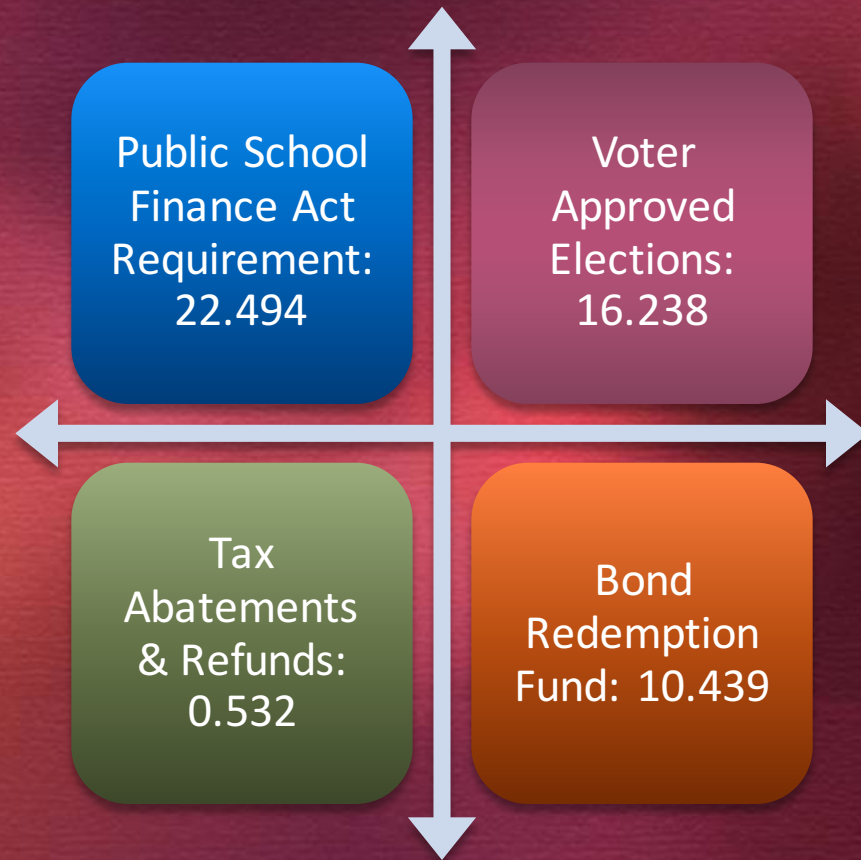 Public School
Finance Act
Requirement:
22.494
Voter
Approved
Elections:
16.238
Tax
Abatements
& Refunds:
0.532
Bond
Redemption
Fund: 10.439